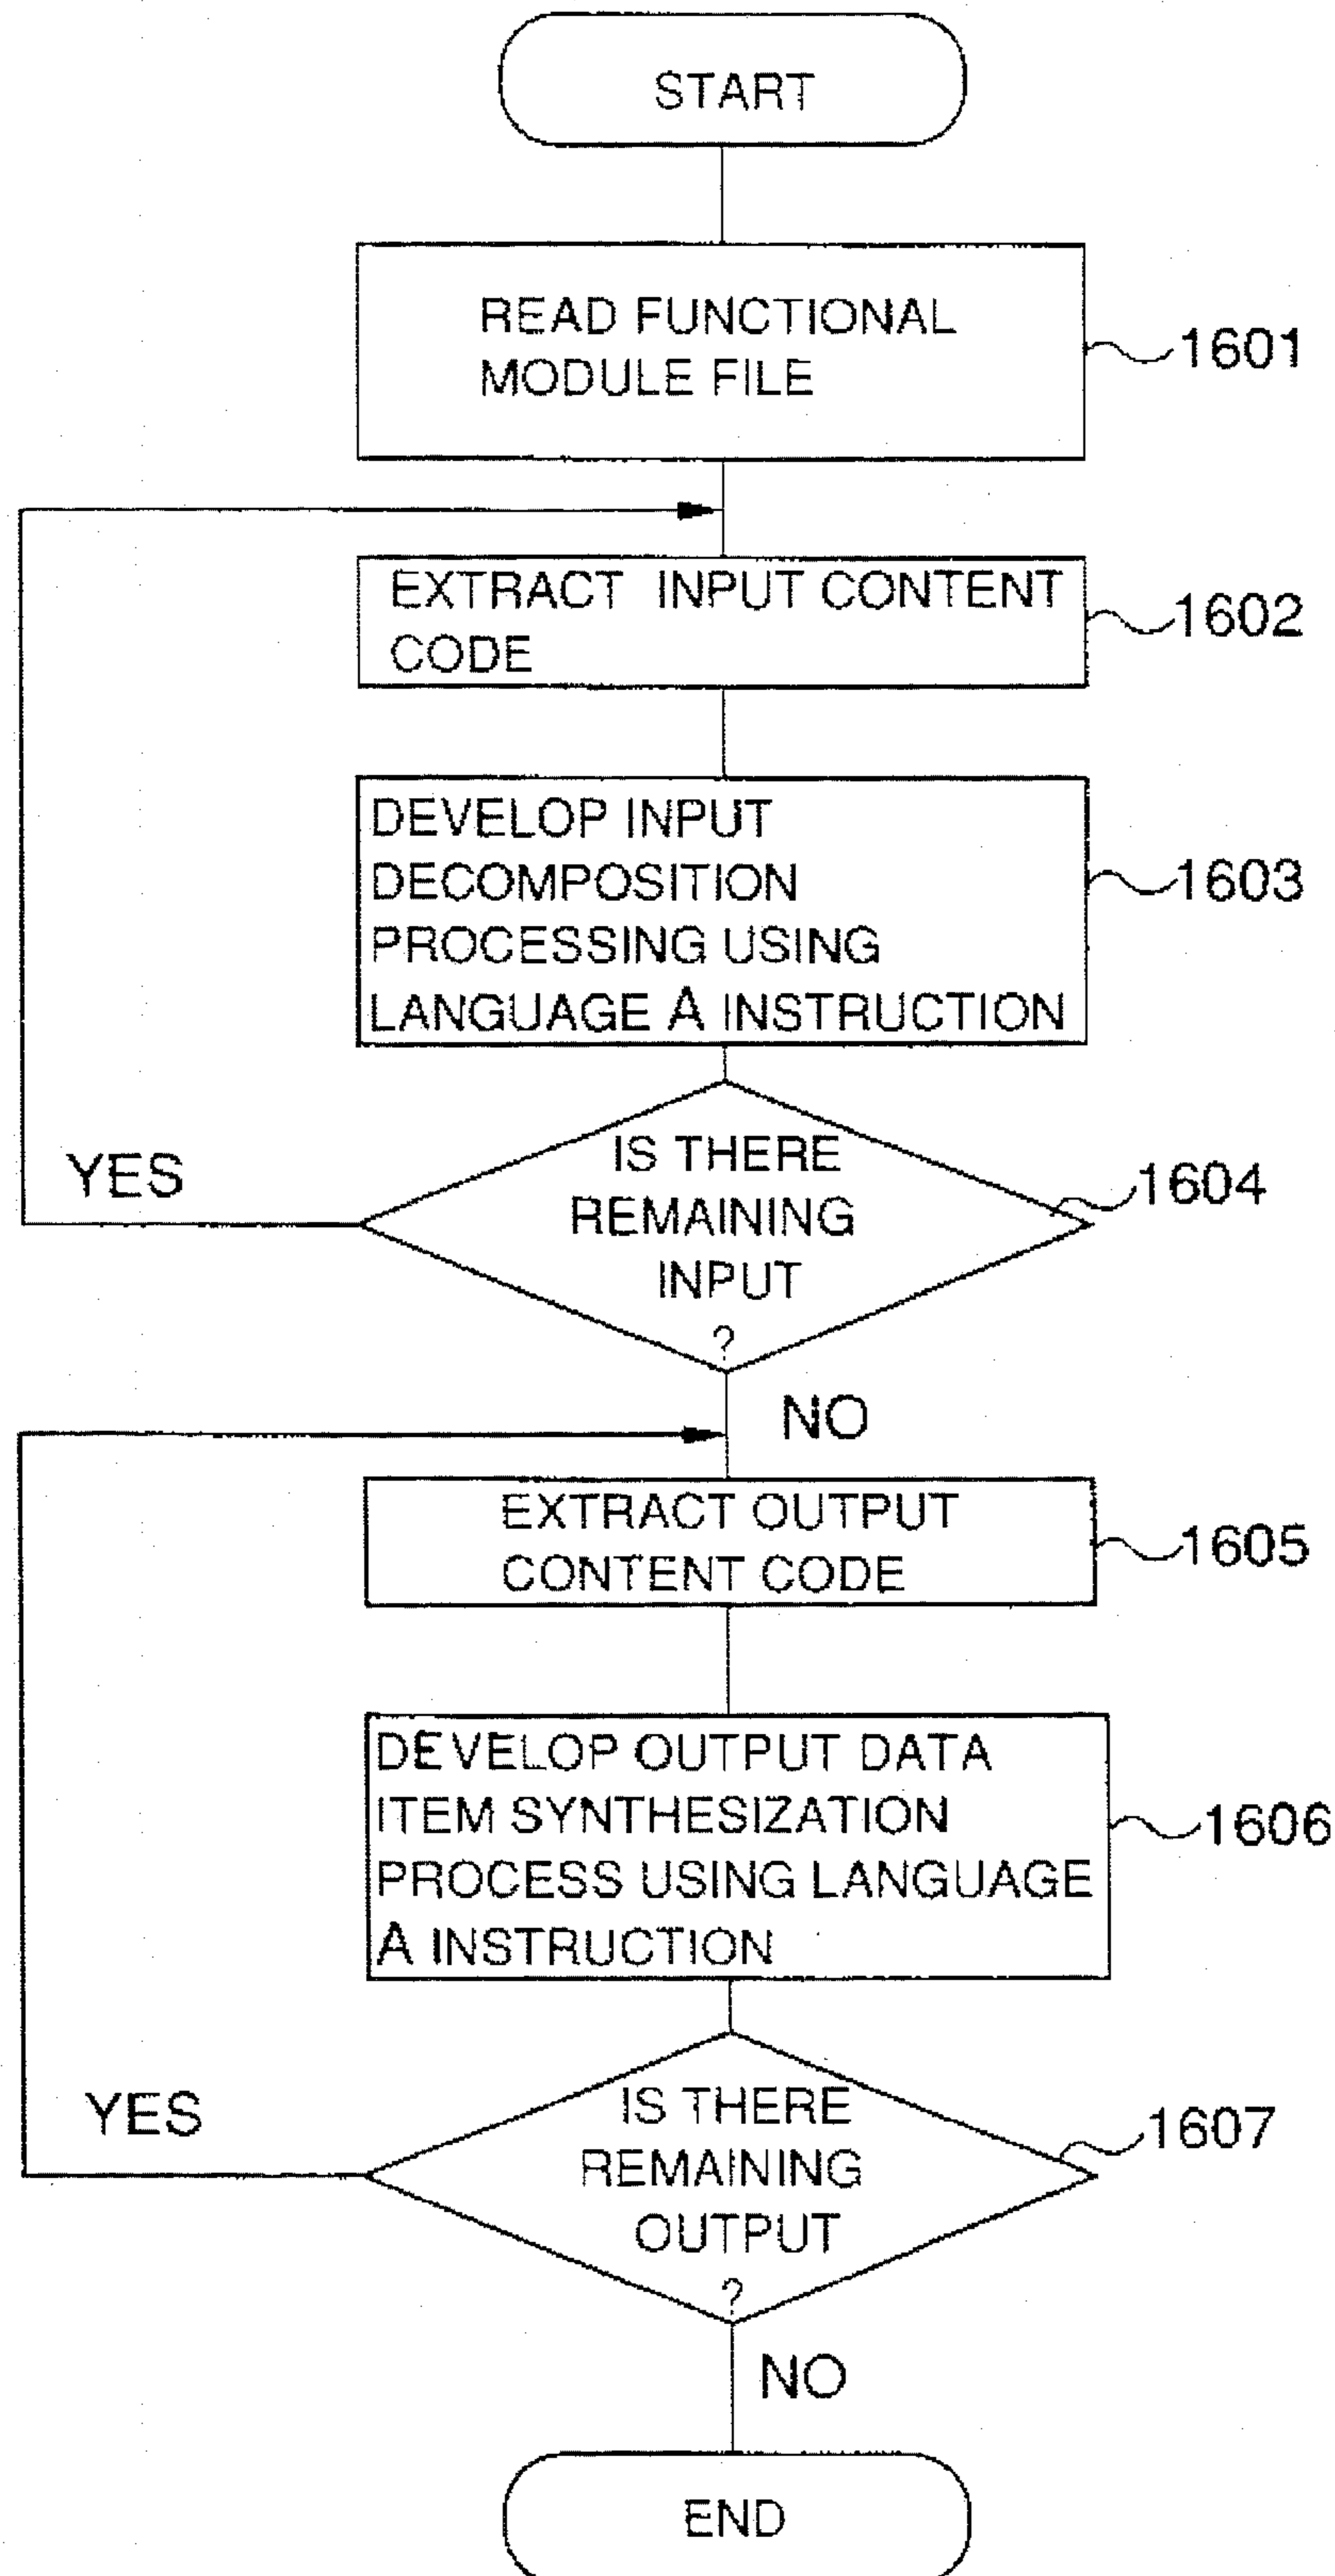 START
READ FUNCTIONAL
MODULE FILE
1601
EXTRACT INPUT CONTENT
CODE
1602
DEVELOP INPUT
DECOMPOSITION
PROCESSING USING
LANGUAGE A INSTRUCTION
1603
IS THERE
REMAINING
INPUT
?
1604
YES
NO
EXTRACT OUTPUT
CONTENT CODE
1605
DEVELOP OUTPUT DATA
ITEM SYNTHESIZATION
PROCESS USING LANGUAGE
A INSTRUCTION
1606
IS THERE
REMAINING
OUTPUT
?
1607
YES
NO
END